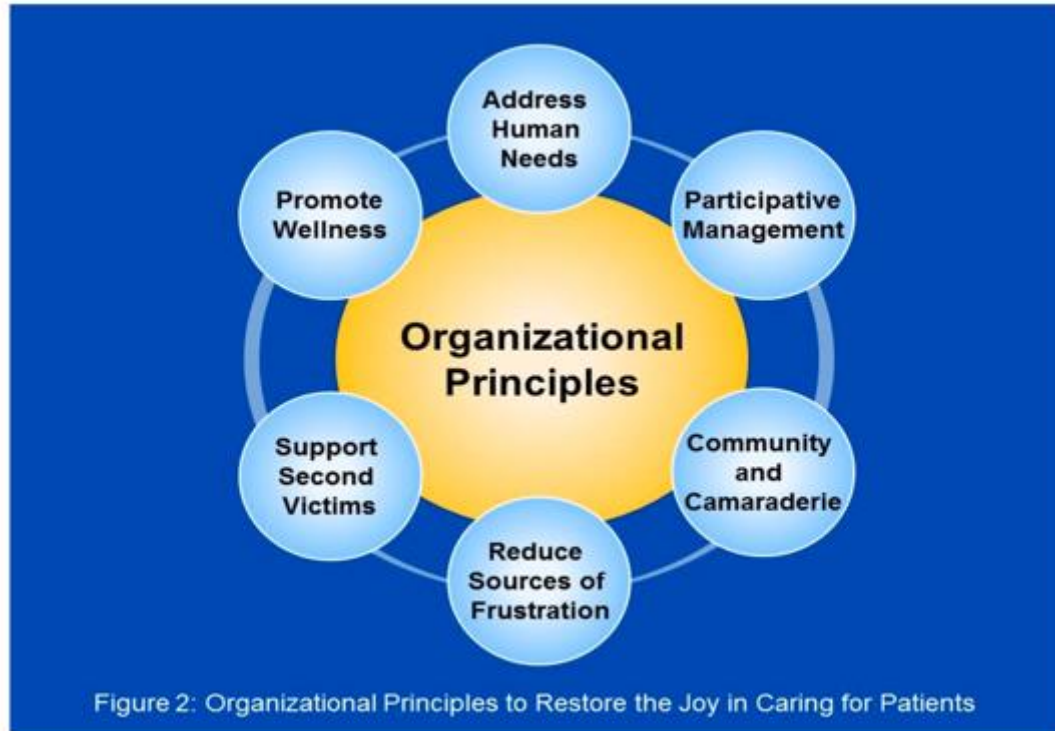 Address
Human
Needs
Participative
Management
Community
and
Camaraderie
Reduce
Sources of
Frustration
Support
Second
Victims
Promote
Wellness
Organizational
Principles
Figure 2: Organizational Principles to Restore the Joy in Caring for Patients